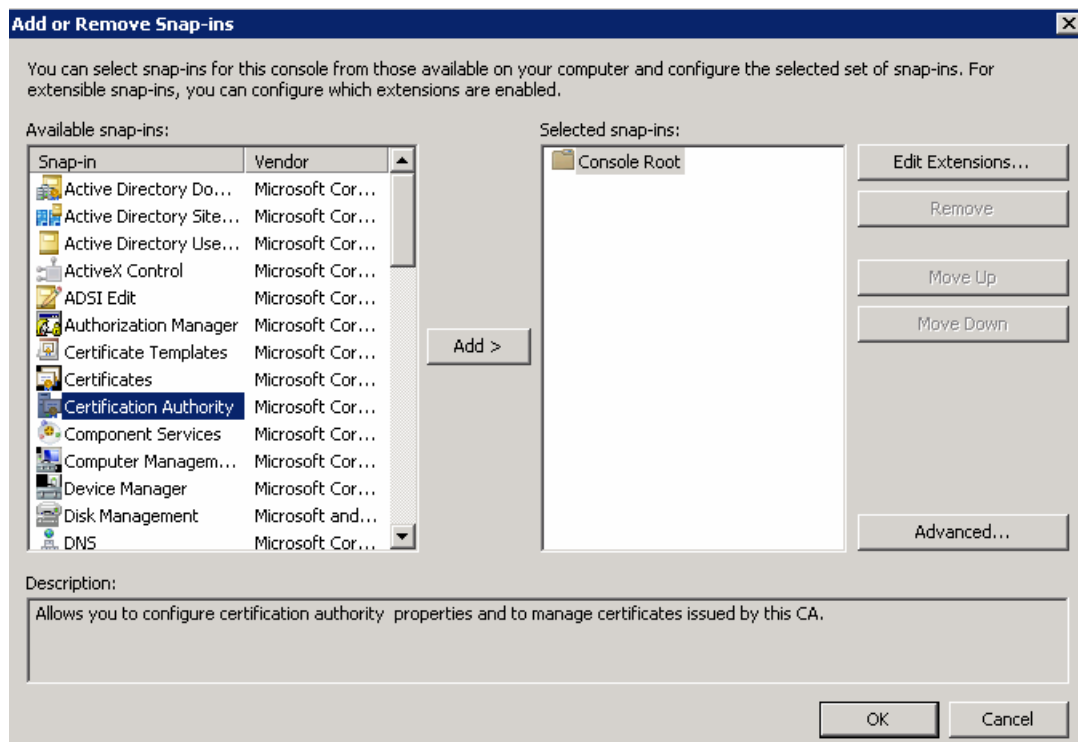 Add or Remove Snap-ins
You can select snap-ins for this console from those available on your computer and configure the selected set of snap-ins. For
extensible snap-ins, you can configure which extensions are enabled.
Available snap-ins:
Snap-in Vendor
Active Directory Do... Microsoft Cor...
Active Directory Site... Microsoft Cor...
Active Directory Use... Microsoft Cor...
ActiveX Control Microsoft Cor...
ADSI Edit Microsoft Cor...
Authorization Manager Microsoft Cor...
Certificate Templates Microsoft Cor...
Certificates Microsoft Cor...
Certification Authority Microsoft Cor...
Component Services Microsoft Cor...
Computer Managem... Microsoft Cor...
Device Manager Microsoft Cor...
Disk Management Microsoft and...
DNS Microsoft Cor...
Add >
Selected snap-ins:
Console Root
Edit Extensions...
Remove
Move Up
Move Down
Advanced...
Description:
Allows you to configure certification authority  properties and to manage certificates issued by this CA.
OK Cancel